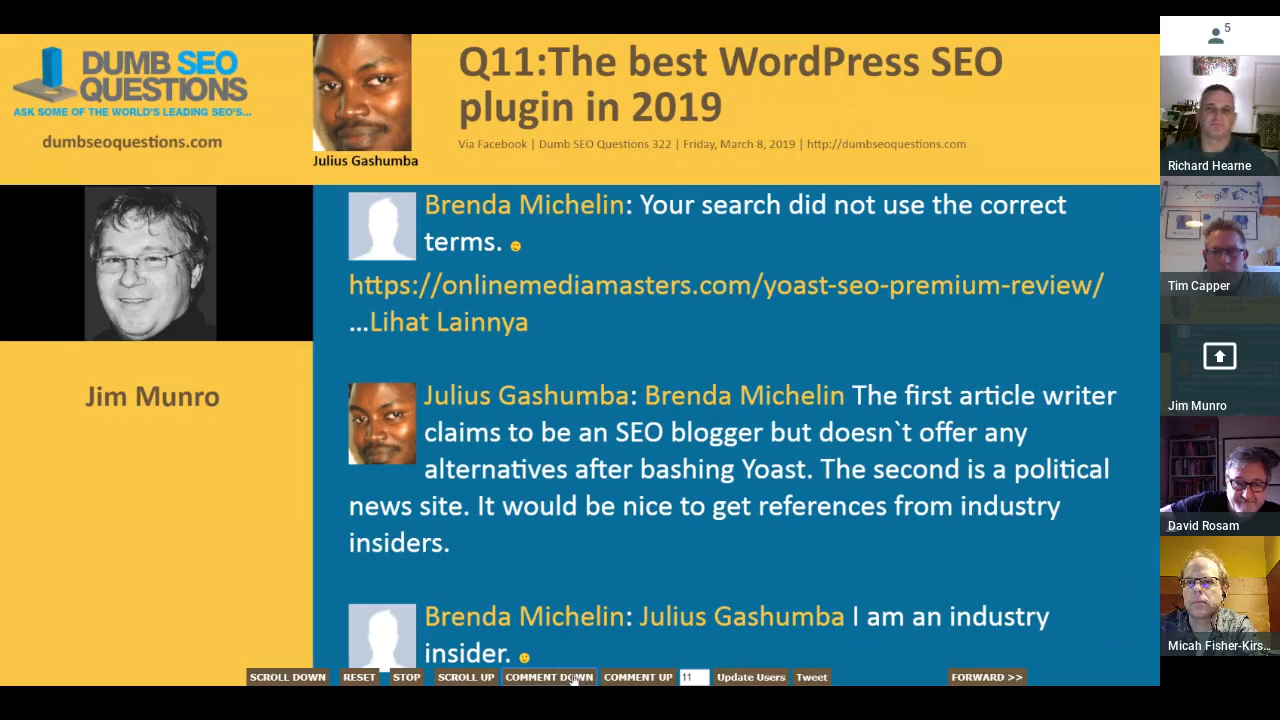 DUMB SEO
QUESTIONS
ASK SOME OF THE WORLD'S LEADING SEO'S...
dumbseoquestions.com
Julius Gashumba
Q11:The best WordPress SEO
plugin in 2019
Via Facebook | Dumb SEO Questions 322 | Friday, March 8, 2019 | http://dumbseoquestions.com
Jim Munro
Brenda Michelin: Your search did not use the correct
terms.
https://onlinemediamasters.com/yoast-seo-premium-review/
...Lihat Lainnya
Julius Gashumba: Brenda Michelin The first article writer
claims to be an SEO blogger but doesn`t offer any
alternatives after bashing Yoast. The second is a political
news site. It would be nice to get references from industry
insiders.
Brenda Michelin: Julius Gashumba I am an industry
insider.
SCROLL DOWN RESET STOP SCROLL UP COMMENT DOWN COMMENT UP 11 Update Users Tweet FORWARD >>
5
Richard Hearne
Google
Tim Capper
Jim Munro
David Rosam
Micah Fisher-Kirs...